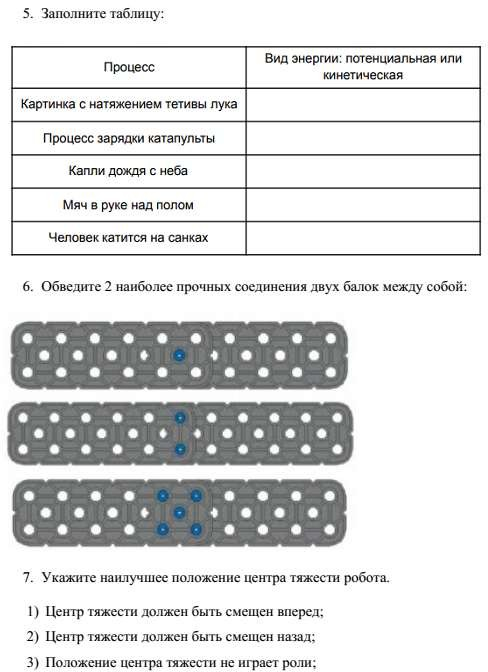 5. Заполните таблицу:
Процесс
Вид энергии: потенциальная или
кинетическая
Картинка с натяжением тетивы лука
Процесс зарядки катапульты
Капли дождя с неба
Мяч в руке над полом
Человек катится на санках
6. Обведите 2 наиболее прочных соединения двух балок между собой:
7. Укажите наилучшее положение центра тяжести робота.
1) Центр тяжести должен быть смещен вперед;
2) Центр тяжести должен быть смещен назад;
3) Положение центра тяжести не играет роли;